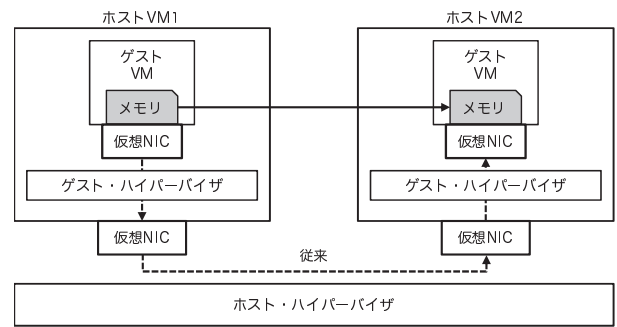 ホストVM1
ホストVM2
ゲスト
VM
メモリ
仮想NIC
ゲスト・ハイパーバイザ
仮想NIC
ゲスト
VM
メモリ
仮想NIC
ゲスト・ハイパーバイザ
仮想NIC
従来
ホスト・ハイパーバイザ